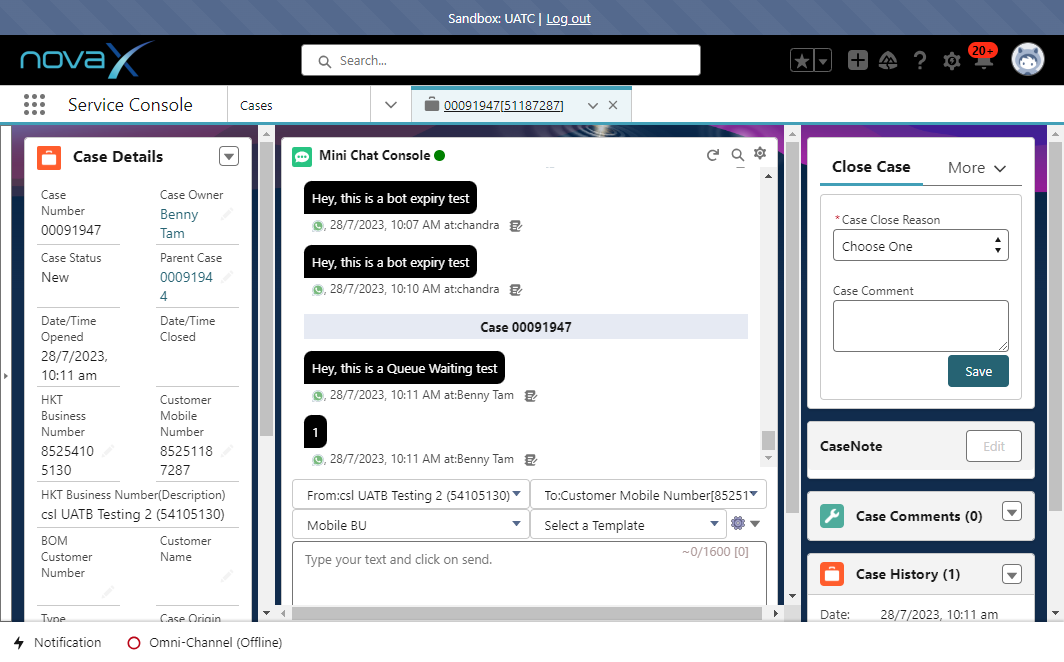 Sandbox: UATC | Log out
novaX
Search...
20+
Service Console
Cases
00091947[51187287]
Case Details
Case Number
00091947
Case Owner
Benny Tam
Case Status
New
Parent Case
00091944
Date/Time Opened
28/7/2023, 10:11 am
Date/Time Closed
HKT Business Number
85254105130
Customer Mobile Number
85251187287
HKT Business Number(Description)
csl UATB Testing 2 (54105130)
BOM Customer Number
Customer Name
Type
Case Origin
Mini Chat Console
Hey, this is a bot expiry test
, 28/7/2023, 10:07 AM at:chandra
Hey, this is a bot expiry test
, 28/7/2023, 10:10 AM at:chandra
Case 00091947
Hey, this is a Queue Waiting test
, 28/7/2023, 10:11 AM at:Benny Tam
1
, 28/7/2023, 10:11 AM at:Benny Tam
From:csl UATB Testing 2 (54105130)
To:Customer Mobile Number[85251
Mobile BU
Select a Template
Type your text and click on send.
~0/1600 [0]
Close Case
More
*Case Close Reason
Choose One
Case Comment
Save
CaseNote
Edit
Case Comments (0)
Case History (1)
Date:
28/7/2023, 10:11 am
Notification
Omni-Channel (Offline)